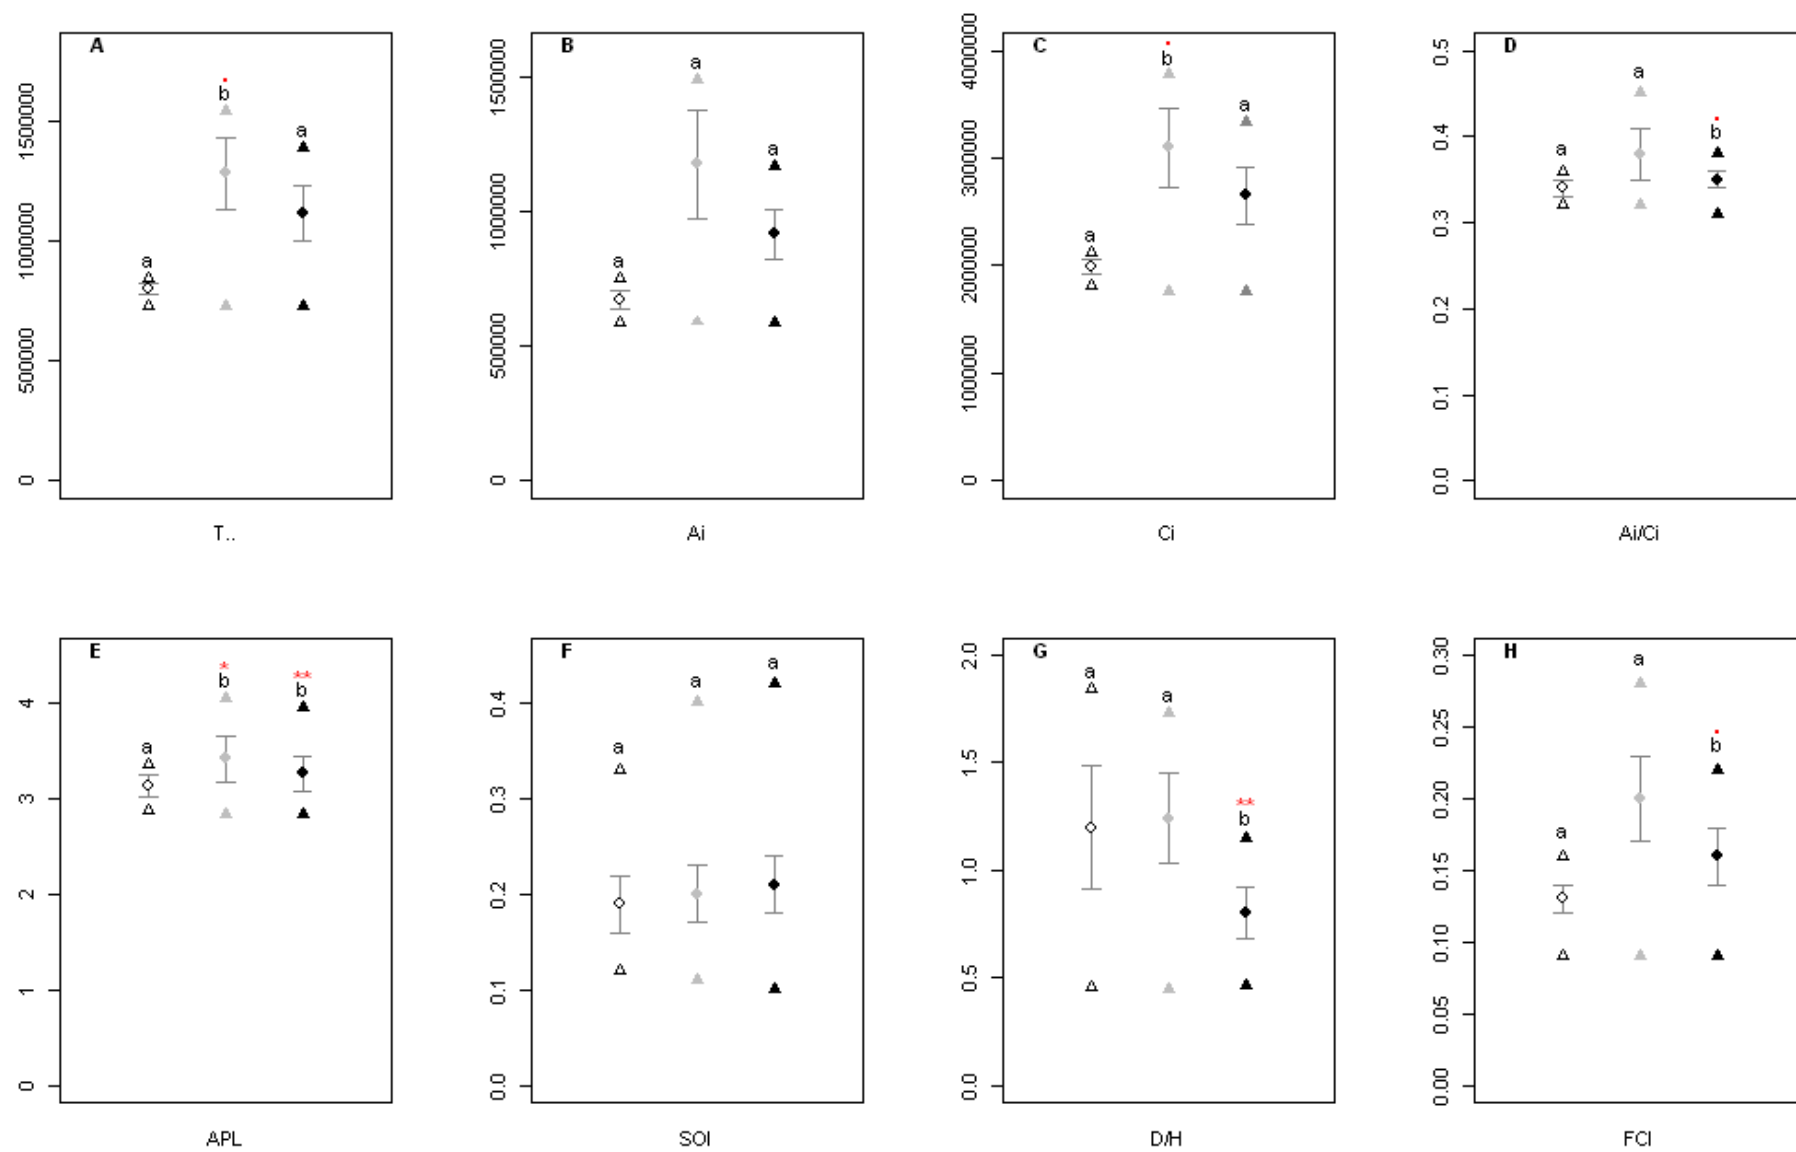 A
B
C
D
a
b
a
0
500000
1000000
1500000
T..
a
a
a
0
500000
1000000
1500000
Ai
a
b
a
0
1000000
2000000
3000000
4000000
Ci
a
a
b
0.0
0.1
0.2
0.3
0.4
0.5
Ai/Ci
E
F
G
H
a
*
b
**
b
0
1
2
3
4
APL
a
a
a
0.0
0.1
0.2
0.3
0.4
SOI
a
a
**
b
0.0
0.5
1.0
1.5
2.0
D/H
a
a
b
0.00
0.05
0.10
0.15
0.20
0.25
0.30
FCI